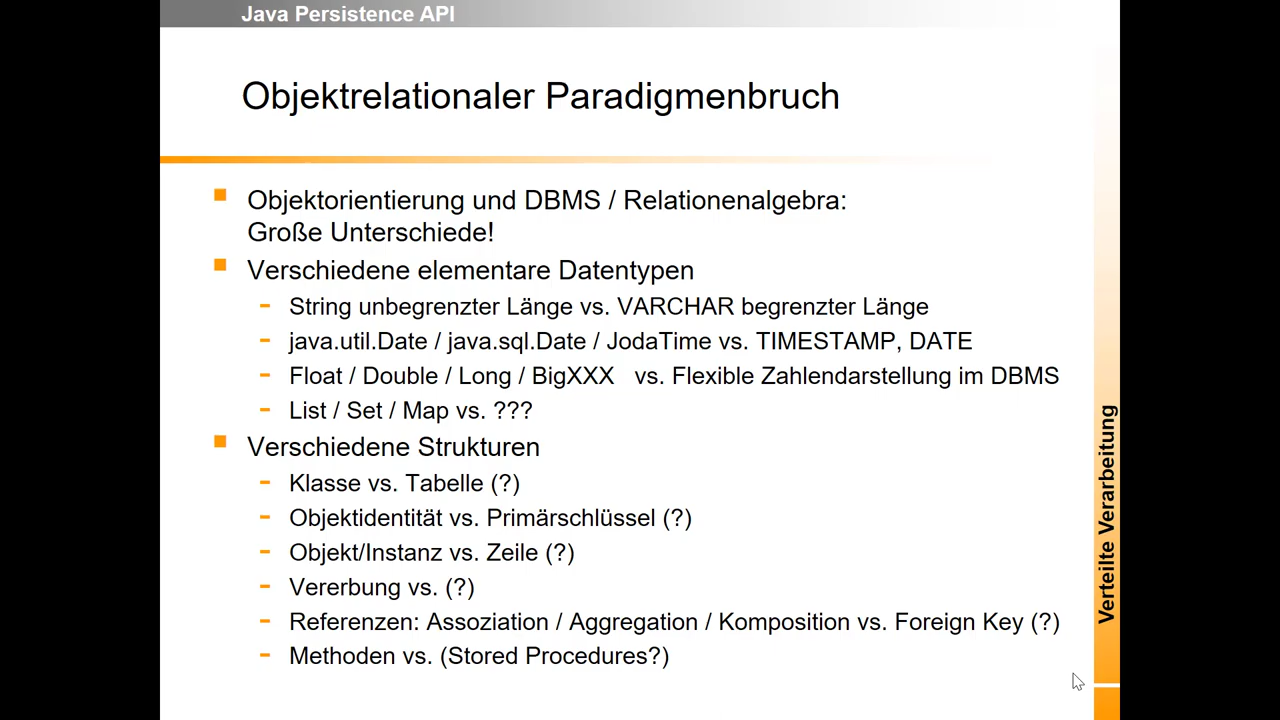 Java Persistence API
Objektrelationaler Paradigmenbruch
Objektorientierung und DBMS / Relationenalgebra:
Große Unterschiede!
Verschiedene elementare Datentypen
String unbegrenzter Länge vs. VARCHAR begrenzter Länge
java.util.Date / java.sql.Date / JodaTime vs. TIMESTAMP, DATE
Float / Double / Long / BigXXX vs. Flexible Zahlendarstellung im DBMS
List / Set / Map vs. ???
Verschiedene Strukturen
Klasse vs. Tabelle (?)
Objektidentität vs. Primärschlüssel (?)
Objekt/Instanz vs. Zeile (?)
Vererbung vs. (?)
Referenzen: Assoziation / Aggregation / Komposition vs. Foreign Key (?)
Methoden vs. (Stored Procedures?)
Verteilte Verarbeitung